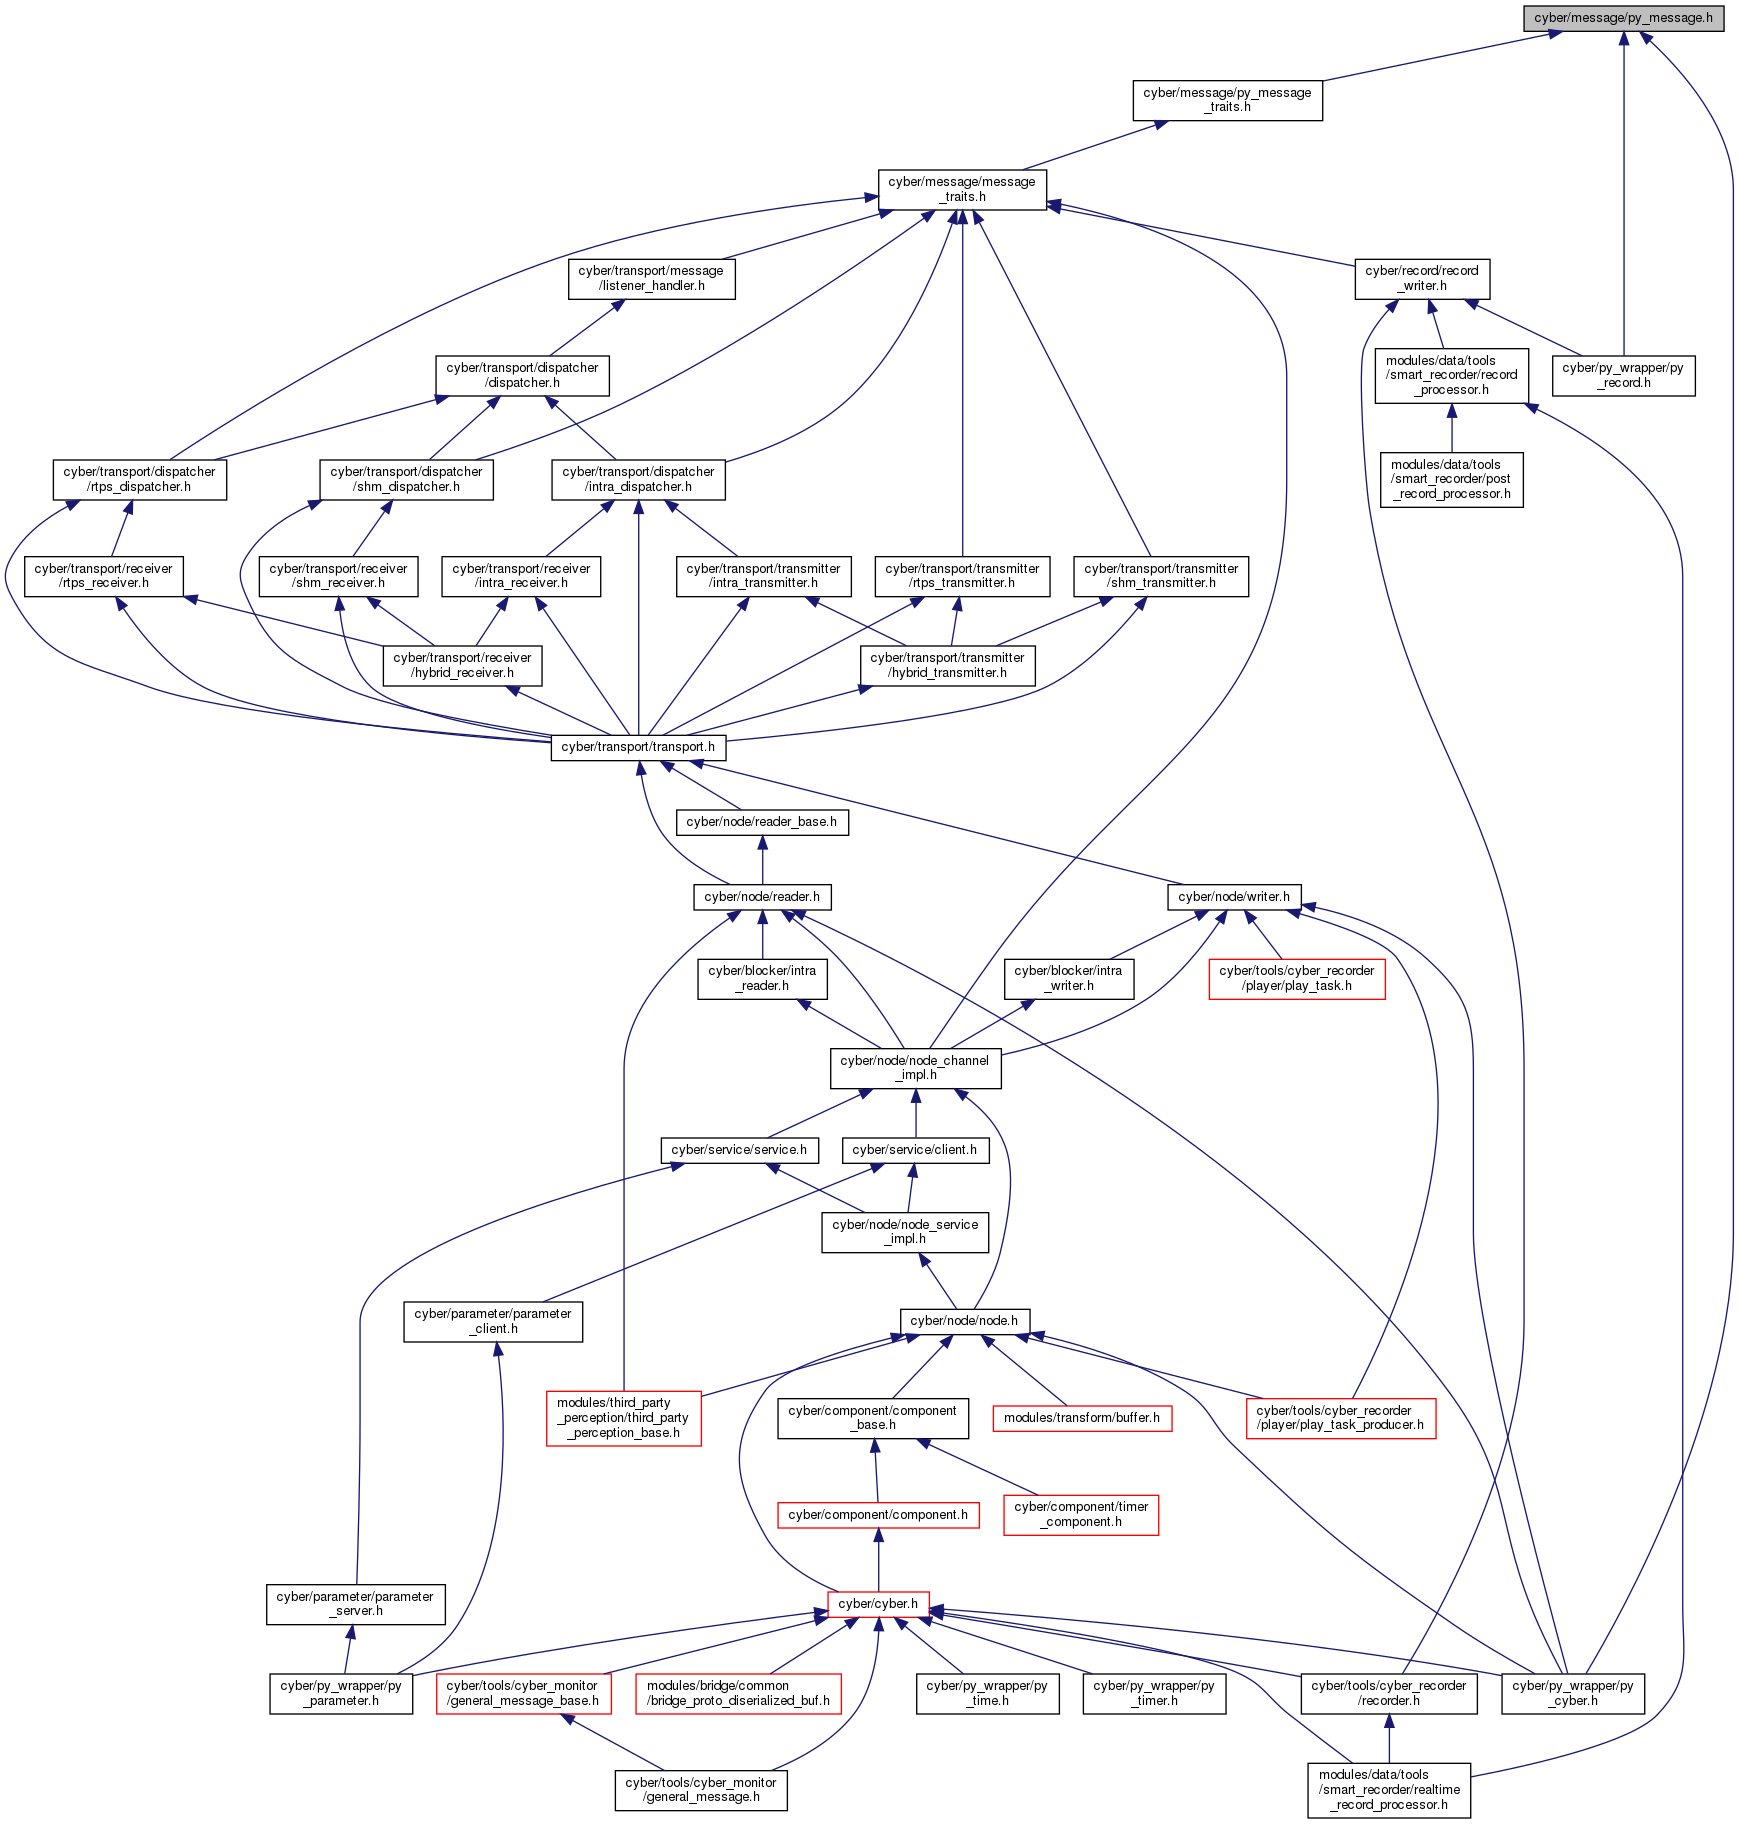 cyber/message/py_message.h
cyber/message/py_message
_traits.h
cyber/message/message
_traits.h
cyber/transport/message
/listener_handler.h
cyber/record/record
_writer.h
cyber/transport/dispatcher
/dispatcher.h
modules/data/tools
/smart_recorder/record
_processor.h
cyber/py_wrapper/py
_record.h
cyber/transport/dispatcher
/rtps_dispatcher.h
cyber/transport/dispatcher
/shm_dispatcher.h
cyber/transport/dispatcher
/intra_dispatcher.h
modules/data/tools
/smart_recorder/post
_record_processor.h
cyber/transport/receiver
/rtps_receiver.h
cyber/transport/receiver
/shm_receiver.h
cyber/transport/receiver
/intra_receiver.h
cyber/transport/transmitter
/intra_transmitter.h
cyber/transport/transmitter
/rtps_transmitter.h
cyber/transport/transmitter
/shm_transmitter.h
cyber/transport/receiver
/hybrid_receiver.h
cyber/transport/transmitter
/hybrid_transmitter.h
cyber/transport/transport.h
cyber/node/reader_base.h
cyber/node/reader.h
cyber/node/writer.h
cyber/blocker/intra
_reader.h
cyber/blocker/intra
_writer.h
cyber/tools/cyber_recorder
/player/play_task.h
cyber/node/node_channel
_impl.h
cyber/service/service.h
cyber/service/client.h
cyber/node/node_service
_impl.h
cyber/parameter/parameter
_client.h
cyber/node/node.h
modules/third_party
_perception/third_party
_perception_base.h
cyber/component/component
_base.h
modules/transform/buffer.h
cyber/tools/cyber_recorder
/player/play_task_producer.h
cyber/component/component.h
cyber/component/timer
_component.h
cyber/parameter/parameter
_server.h
cyber/cyber.h
cyber/py_wrapper/py
_parameter.h
cyber/tools/cyber_monitor
/general_message_base.h
modules/bridge/common
/bridge_proto_diserialized_buf.h
cyber/py_wrapper/py
_time.h
cyber/py_wrapper/py
_timer.h
cyber/tools/cyber_recorder
/recorder.h
cyber/py_wrapper/py
_cyber.h
cyber/tools/cyber_monitor
/general_message.h
modules/data/tools
/smart_recorder/realtime
_record_processor.h